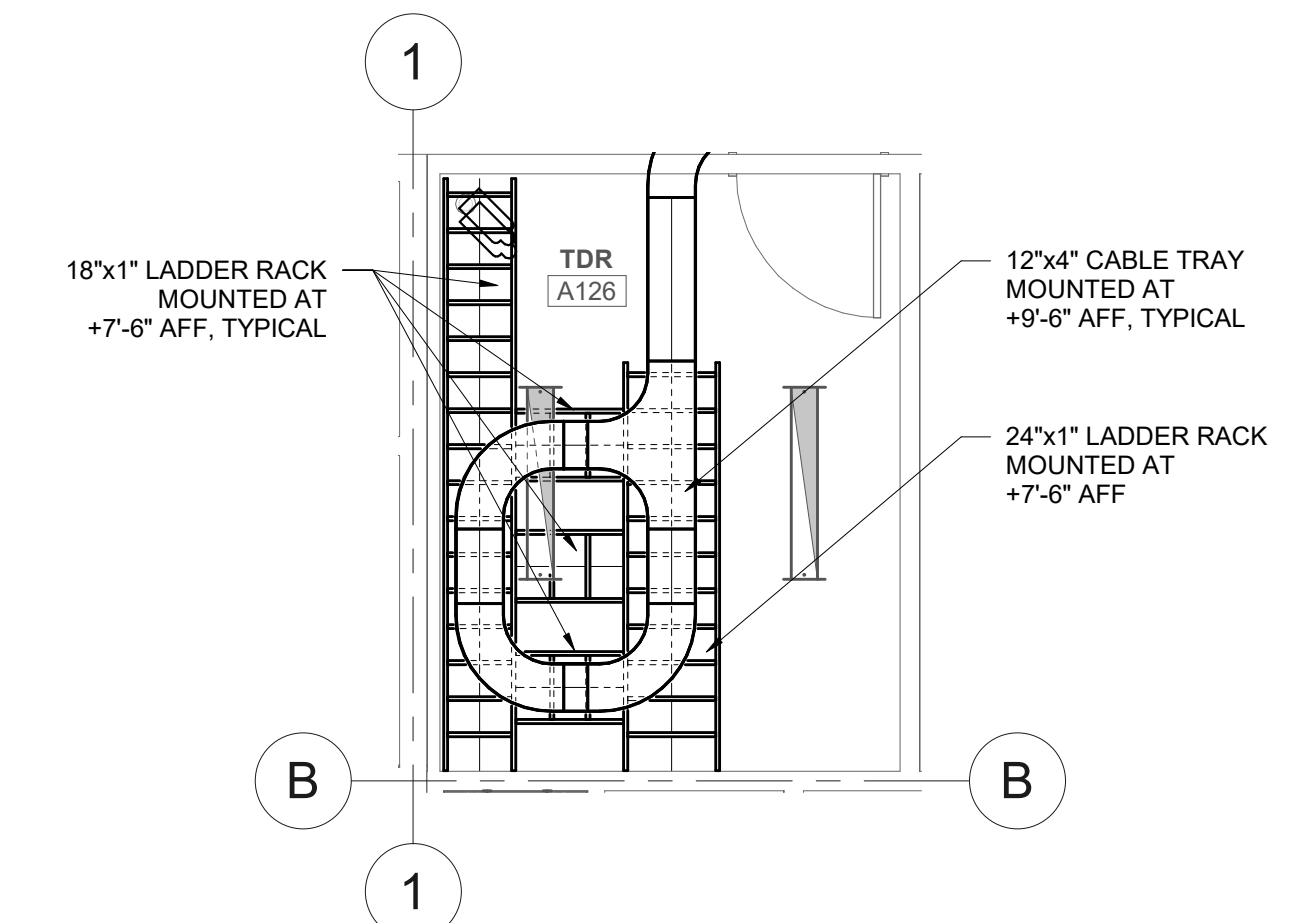 1
18"x1" LADDER RACK
MOUNTED AT
+7'-6" AFF, TYPICAL
TDR
A126
12"x4" CABLE TRAY
MOUNTED AT
+9'-6" AFF, TYPICAL
24"x1" LADDER RACK
MOUNTED AT
+7'-6" AFF
B
B
1